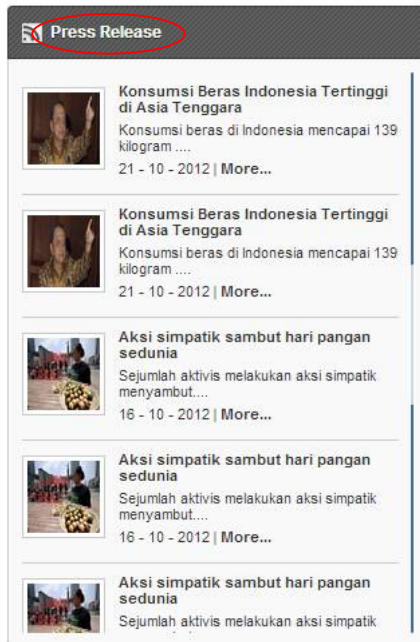 Press Release
Konsumsi Beras Indonesia Tertinggi
di Asia Tenggara
Konsumsi beras di Indonesia mencapai 139
kilogram ....
21 - 10 - 2012 | More...
Konsumsi Beras Indonesia Tertinggi
di Asia Tenggara
Konsumsi beras di Indonesia mencapai 139
kilogram ....
21 - 10 - 2012 | More...
Aksi simpatik sambut hari pangan
sedunia
Sejumlah aktivis melakukan aksi simpatik
menyambut....
16 - 10 - 2012 | More...
Aksi simpatik sambut hari pangan
sedunia
Sejumlah aktivis melakukan aksi simpatik
menyambut....
16 - 10 - 2012 | More...
Aksi simpatik sambut hari pangan
sedunia
Sejumlah aktivis melakukan aksi simpatik